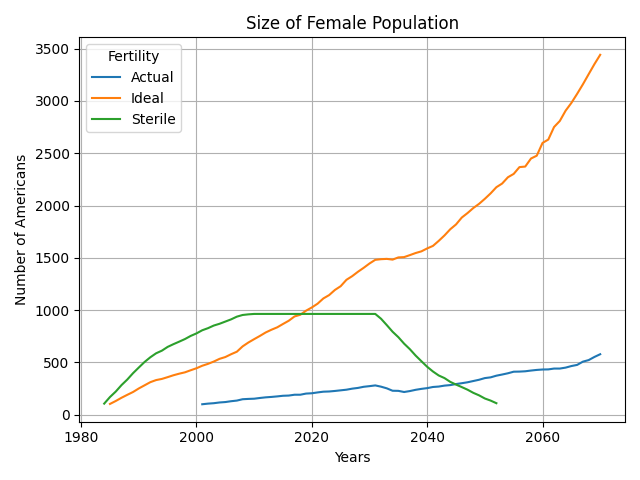 Size of Female Population
Fertility
Actual
Ideal
Sterile
Number of Americans
3500
3000
2500
2000
1500
1000
500
0
1980
2000
2020
2040
2060
Years